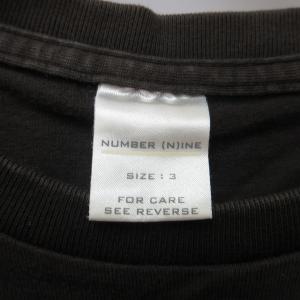 NUMBER (N)INE
SIZE : 3
FOR CARE
SEE REVERSE